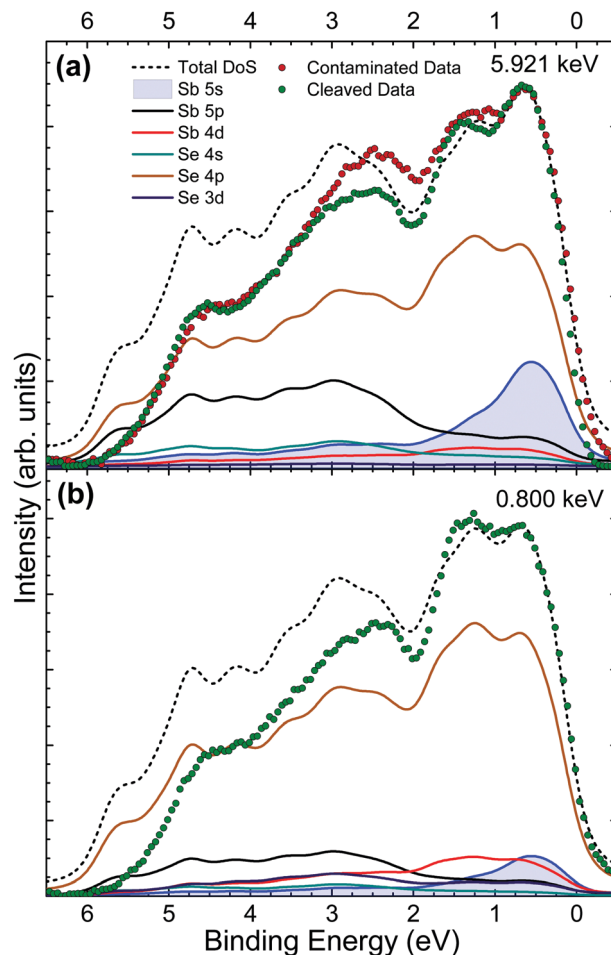 6 5 4 3 2 1 0
(a)
5.921 keV
Total DoS
Sb 5s
Sb 5p
Sb 4d
Se 4s
Se 4p
Se 3d
Contaminated Data
Cleaved Data
(b)
0.800 keV
Intensity (arb. units)
6 5 4 3 2 1 0
Binding Energy (eV)